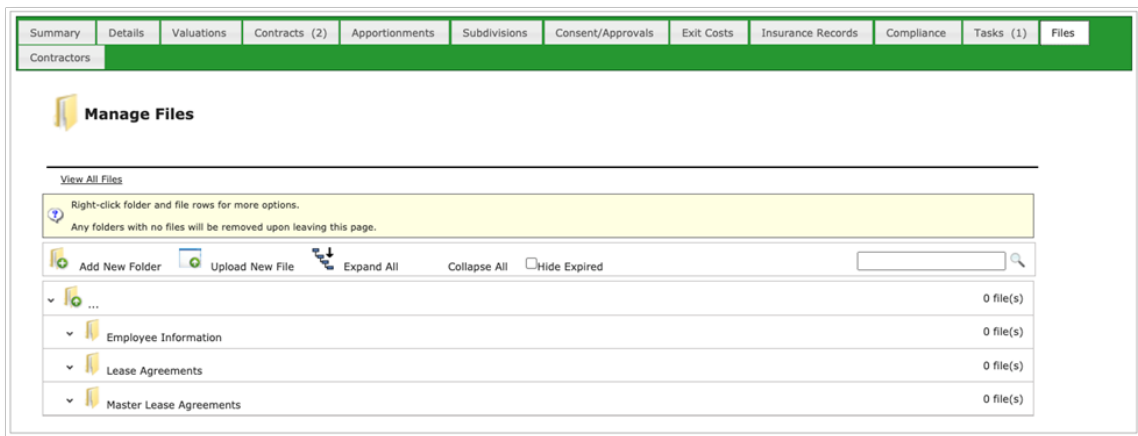 Summary Details Valuations Contracts (2) Apportionments Subdivisions Consent/Approvals Exit Costs Insurance Records Compliance Tasks (1) Files
Contractors
Manage Files
View All Files
Right-click folder and file rows for more options.
Any folders with no files will be removed upon leaving this page.
Add New Folder Upload New File Expand All Collapse All Hide Expired
... 0 file(s)
Employee Information 0 file(s)
Lease Agreements 0 file(s)
Master Lease Agreements 0 file(s)